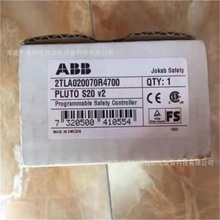 ABB
Jokab Safety
2TLA020070R4700
QTY: 1
PLUTO S20 v2
Programmable Safety Controller
7 320500 410554
MADE IN SWEDEN
FS